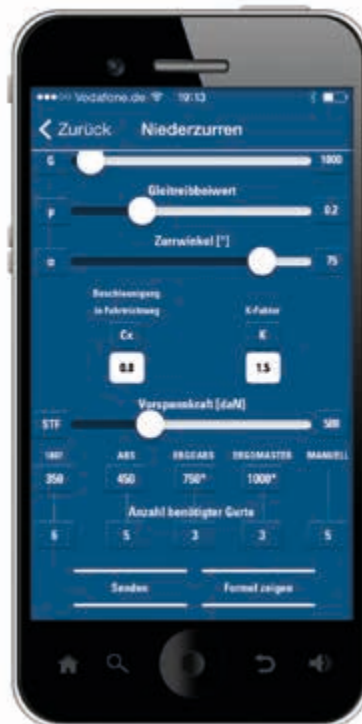 Vodafone.de 19:13
Zurück Niederzurren
G 1000
Gleitreibbeiwert
μ 0.2
Zurrwinkel [°]
α 75
Beschleunigung
in Fahrtrichtung K-Faktor
Cx K
0.8 1.5
Vorspannkraft [daN]
STF 500
ABS ERGOABS ERGOMASTER MANUELL
350 450 750* 1000*
Anzahl benötigter Gurte
6 5 3 3 5
Senden Formel zeigen